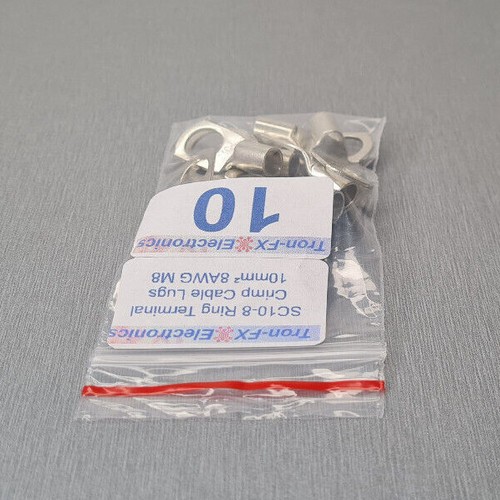 Tron-FX Electronics
SC10-8 Ring Terminal
Crimp Cable Lugs
10mm² 8AWG M8
Tron-FX Electronics
10